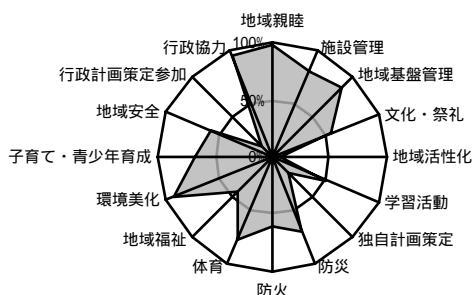 地域親睦
施設管理
地域基盤管理
文化・祭礼
地域活性化
学習活動
独自計画策定
防災
防火
体育
地域福祉
環境美化
子育て・青少年育成
地域安全
行政計画策定参加
行政協力
100%
50%
0%